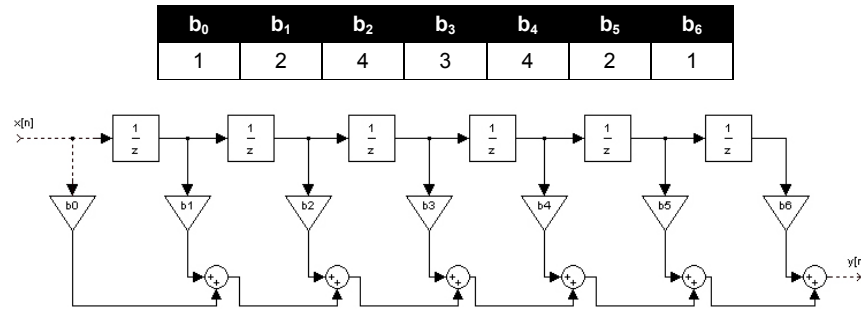 b0 b1 b2 b3 b4 b5 b6
1 2 4 3 4 2 1
x[n]
1/z 1/z 1/z 1/z 1/z 1/z
b0 b1 b2 b3 b4 b5 b6
+ + + + + + + + + + + +
y[n